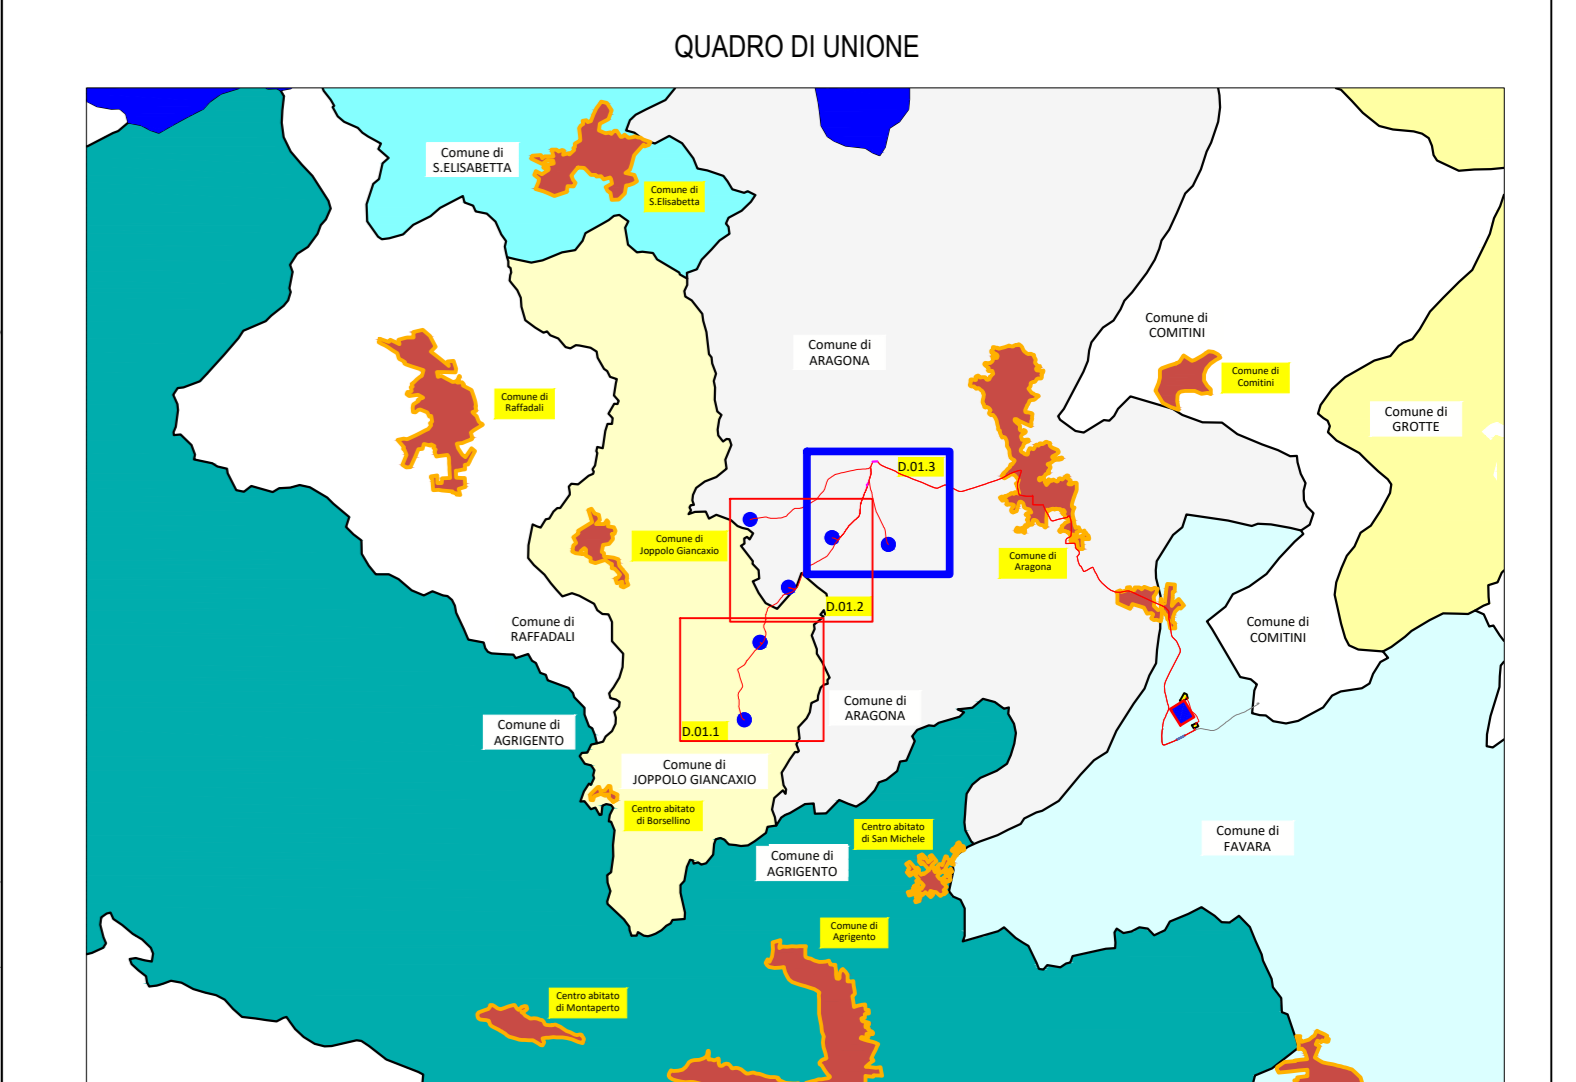 QUADRO DI UNIONE
Comune di
S.ELISABETTA
Comune di
S.Elisabetta
Comune di
COMITINI
Comune di
ARAGONA
Comune di
Comitini
Comune di
Raffadali
Comune di
GROTTE
D.01.3
Comune di
Joppolo Giancaxio
Comune di
Aragona
D.01.2
Comune di
RAFFADALI
Comune di
COMITINI
Comune di
ARAGONA
Comune di
AGRIGENTO
D.01.1
Comune di
JOPPOLO GIANCAXIO
Centro abitato
di Borsellino
Centro abitato
di San Michele
Comune di
FAVARA
Comune di
AGRIGENTO
Comune di
Agrigento
Centro abitato
di Montaperto